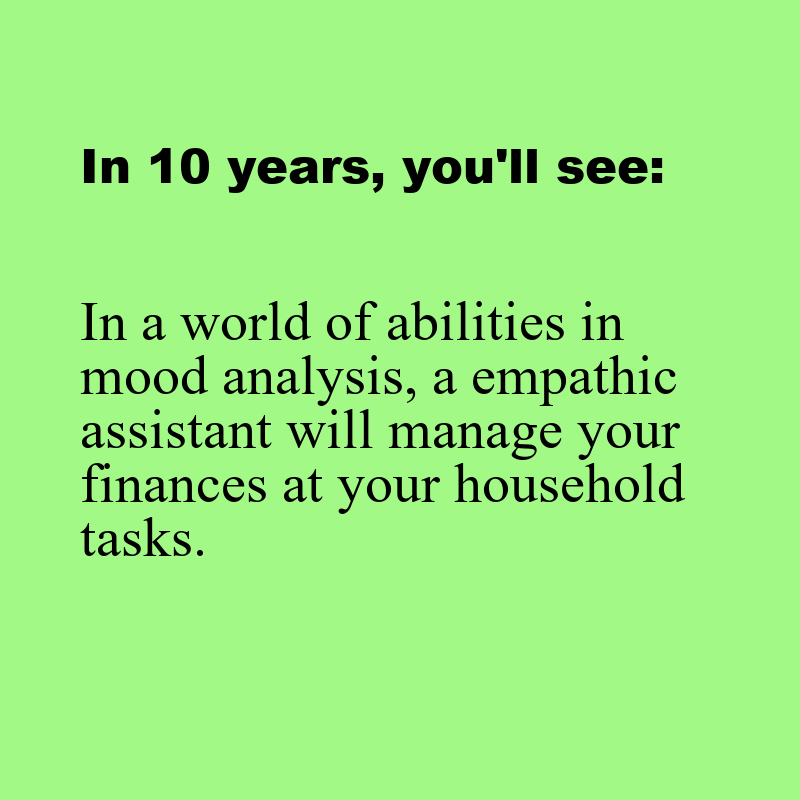 In 10 years, you'll see:
In a world of abilities in
mood analysis, a empathic
assistant will manage your
finances at your household
tasks.